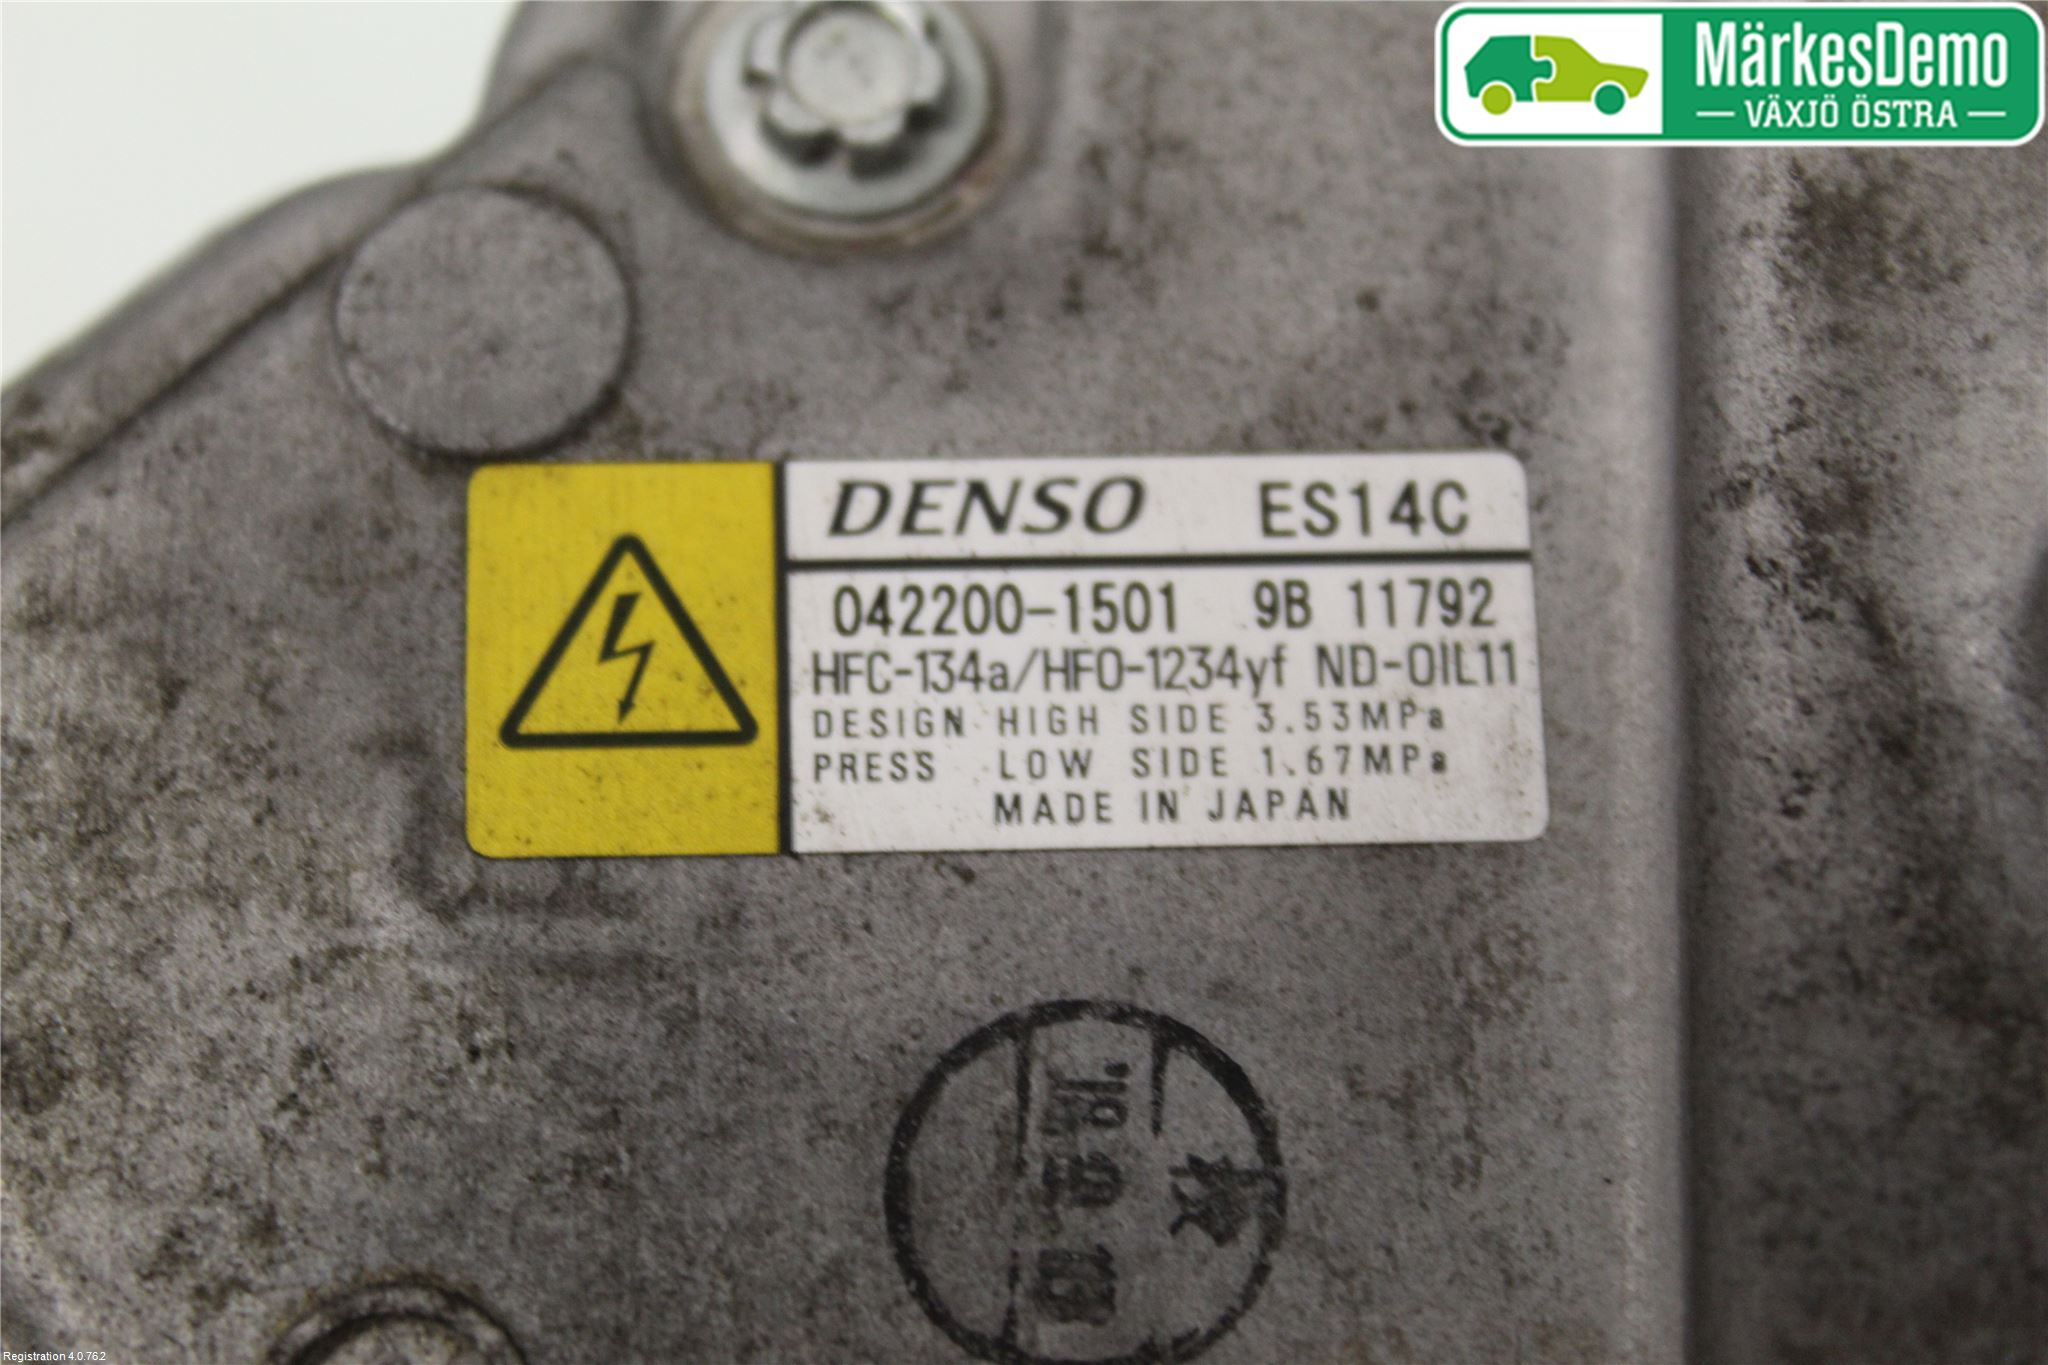 MärkesDemo
VÄXJÖ ÖSTRA
DENSO ES14C
042200-1501 9B 11792
HFC-134a/HFO-1234yf ND-OIL11
DESIGN HIGH SIDE 3.53MPa
PRESS LOW SIDE 1.67MPa
MADE IN JAPAN
Registration 4.0.762